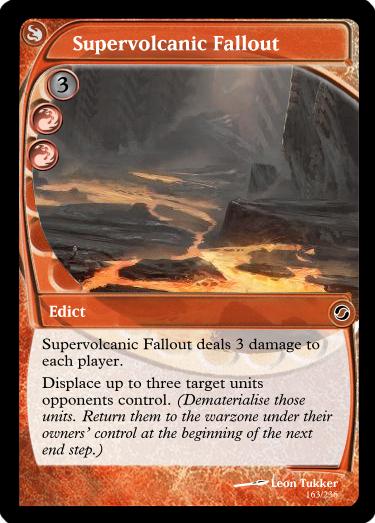 Supervolcanic Fallout
3
Edict
Supervolcanic Fallout deals 3 damage to
each player.
Displace up to three target units
opponents control. (Dematerialise those
units. Return them to the warzone under their
owners' control at the beginning of the next
end step.)
Leon Tukker
163/236